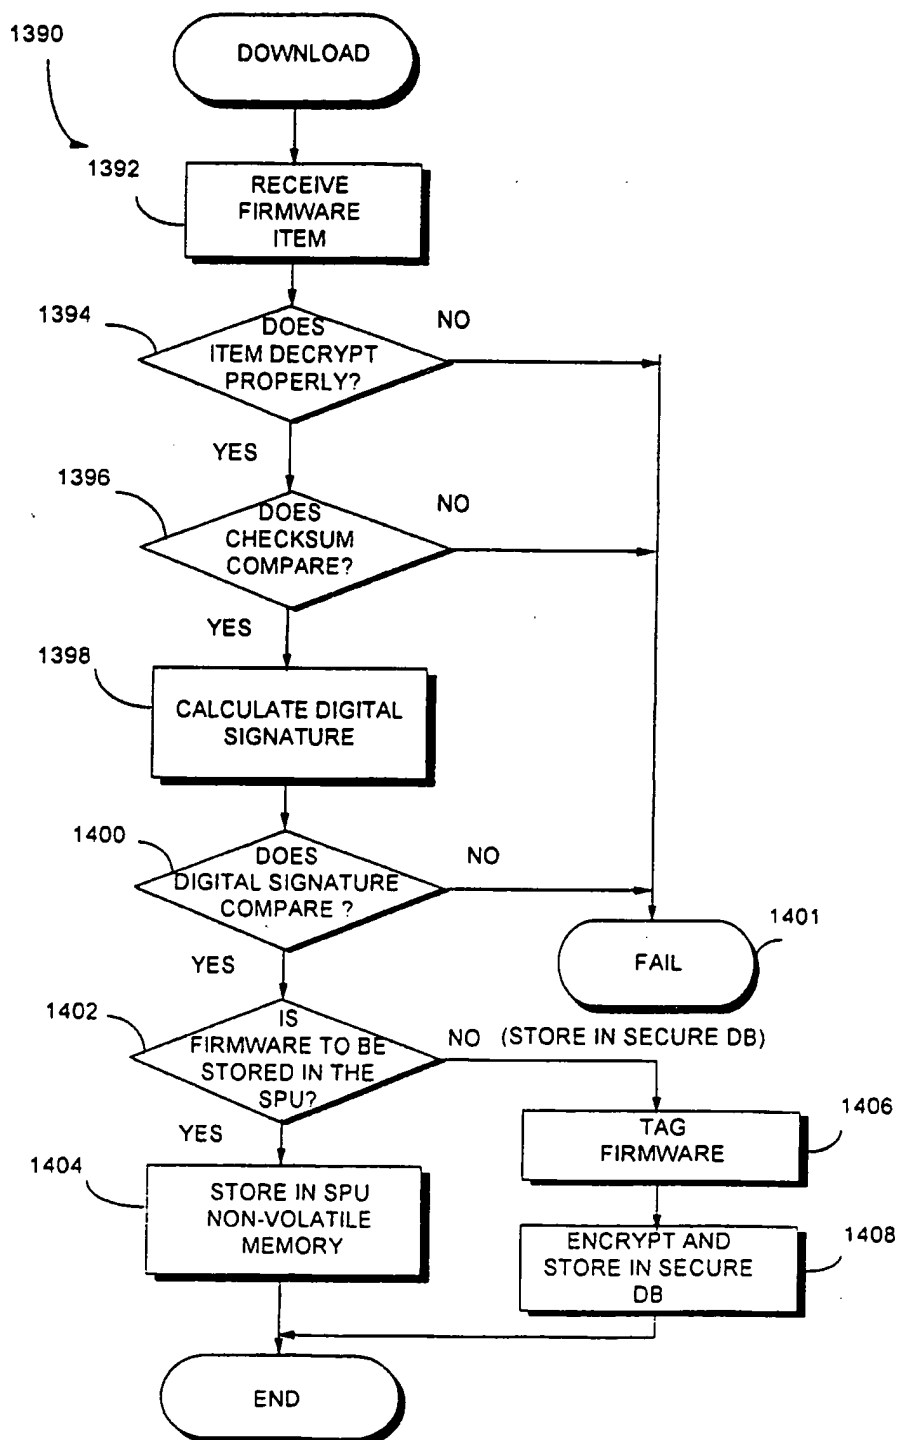 1390
DOWNLOAD
1392
RECEIVE
FIRMWARE
ITEM
1394
DOES
ITEM DECRYPT
PROPERLY?
NO
YES
1396
DOES
CHECKSUM
COMPARE?
NO
YES
1398
CALCULATE DIGITAL
SIGNATURE
1400
DOES
DIGITAL SIGNATURE
COMPARE ?
NO
YES
1401
FAIL
1402
IS
FIRMWARE TO BE
STORED IN THE
SPU?
NO (STORE IN SECURE DB)
YES
1404
STORE IN SPU
NON-VOLATILE
MEMORY
1406
TAG
FIRMWARE
1408
ENCRYPT AND
STORE IN SECURE
DB
END